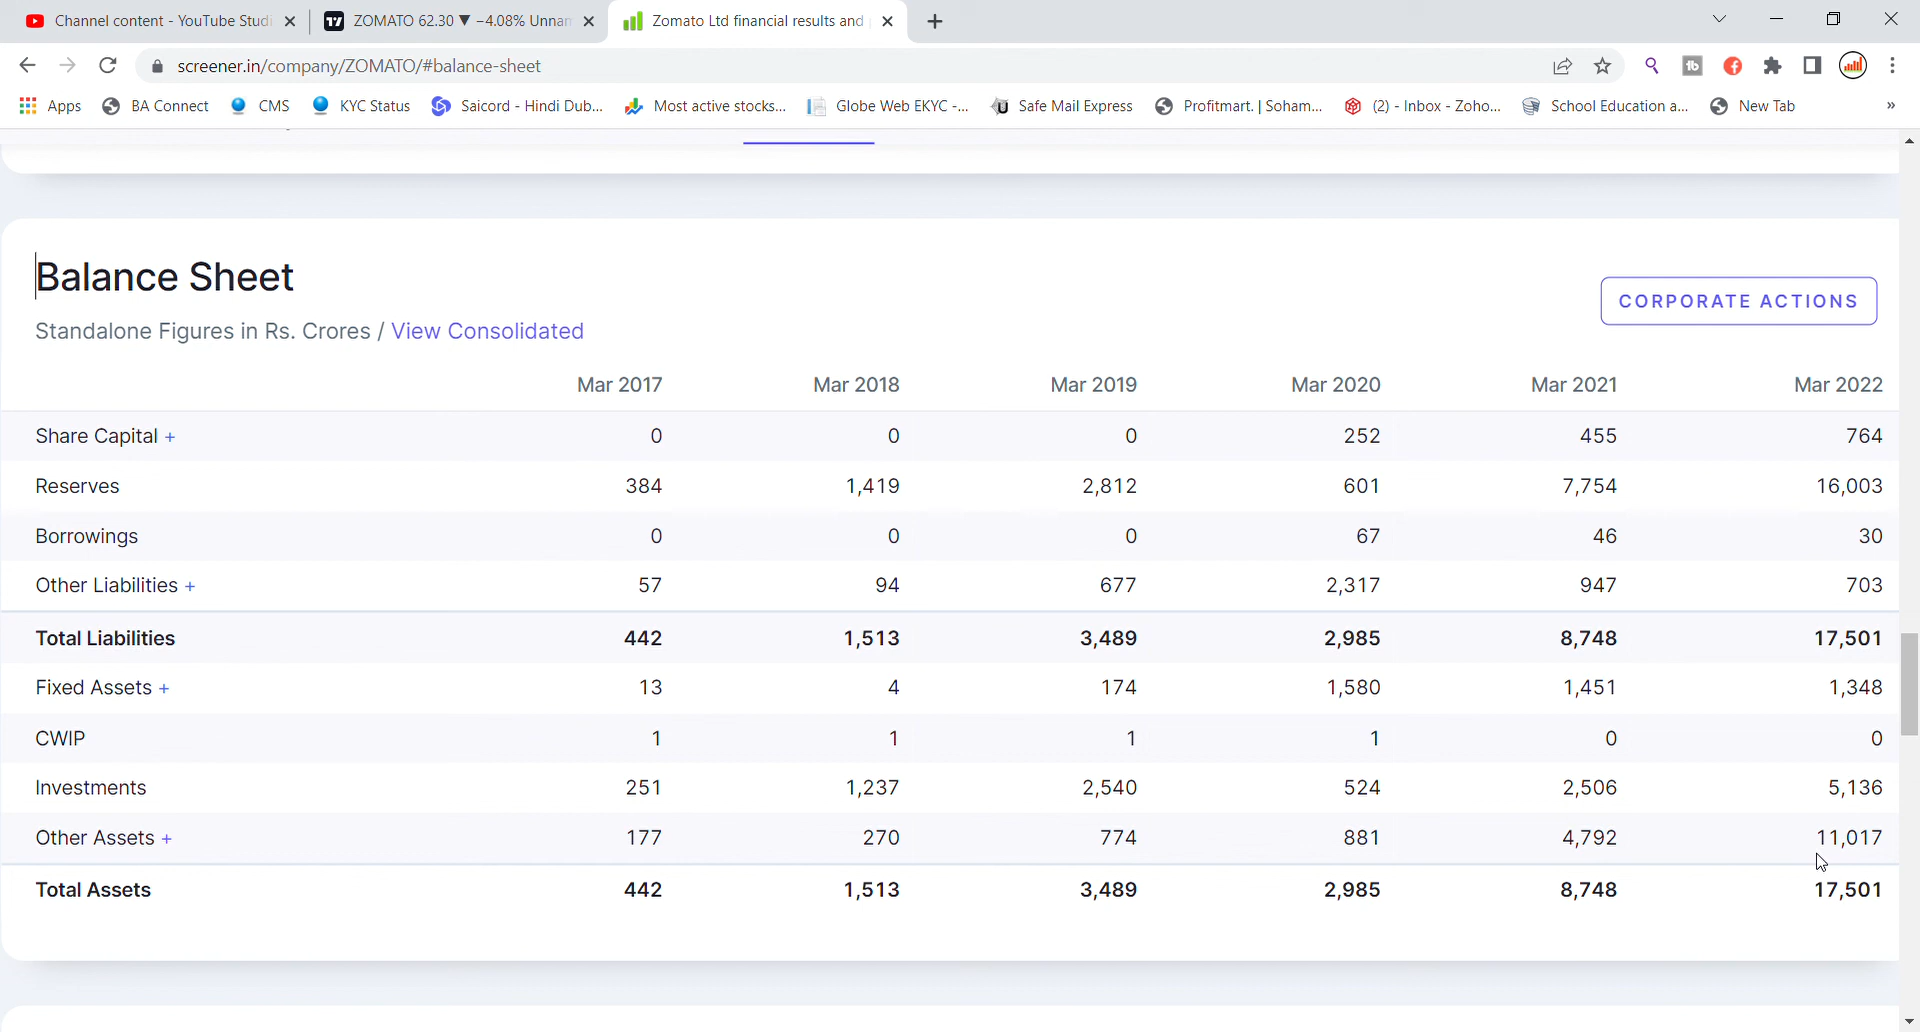 Channel content - YouTube Studi
ZOMATO 62.30 ▼ −4.08% Unnam
Zomato Ltd financial results and p
screener.in/company/ZOMATO/#balance-sheet
Apps BA Connect CMS KYC Status Saicord - Hindi Dub... Most active stocks... Globe Web EKYC -... Safe Mail Express Profitmart. | Soham... (2) - Inbox - Zoho... School Education a... New Tab »
Balance Sheet
CORPORATE ACTIONS
Standalone Figures in Rs. Crores / View Consolidated
Mar 2017 Mar 2018 Mar 2019 Mar 2020 Mar 2021 Mar 2022
Share Capital + 0 0 0 252 455 764
Reserves 384 1,419 2,812 601 7,754 16,003
Borrowings 0 0 0 67 46 30
Other Liabilities + 57 94 677 2,317 947 703
Total Liabilities 442 1,513 3,489 2,985 8,748 17,501
Fixed Assets + 13 4 174 1,580 1,451 1,348
CWIP 1 1 1 1 0 0
Investments 251 1,237 2,540 524 2,506 5,136
Other Assets + 177 270 774 881 4,792 11,017
Total Assets 442 1,513 3,489 2,985 8,748 17,501